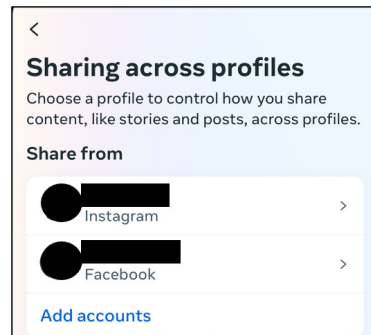 Sharing across profiles
Choose a profile to control how you share
content, like stories and posts, across profiles.
Share from
Instagram
Facebook
Add accounts